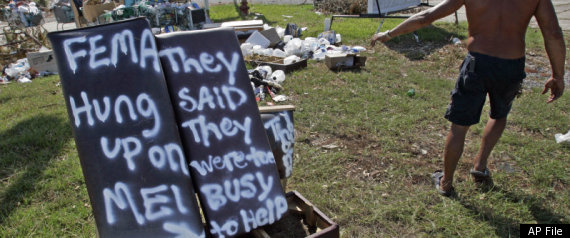 FEMA
Hung
up on
ME!
They
SAID
They
were too
BUSY
to help
AP File